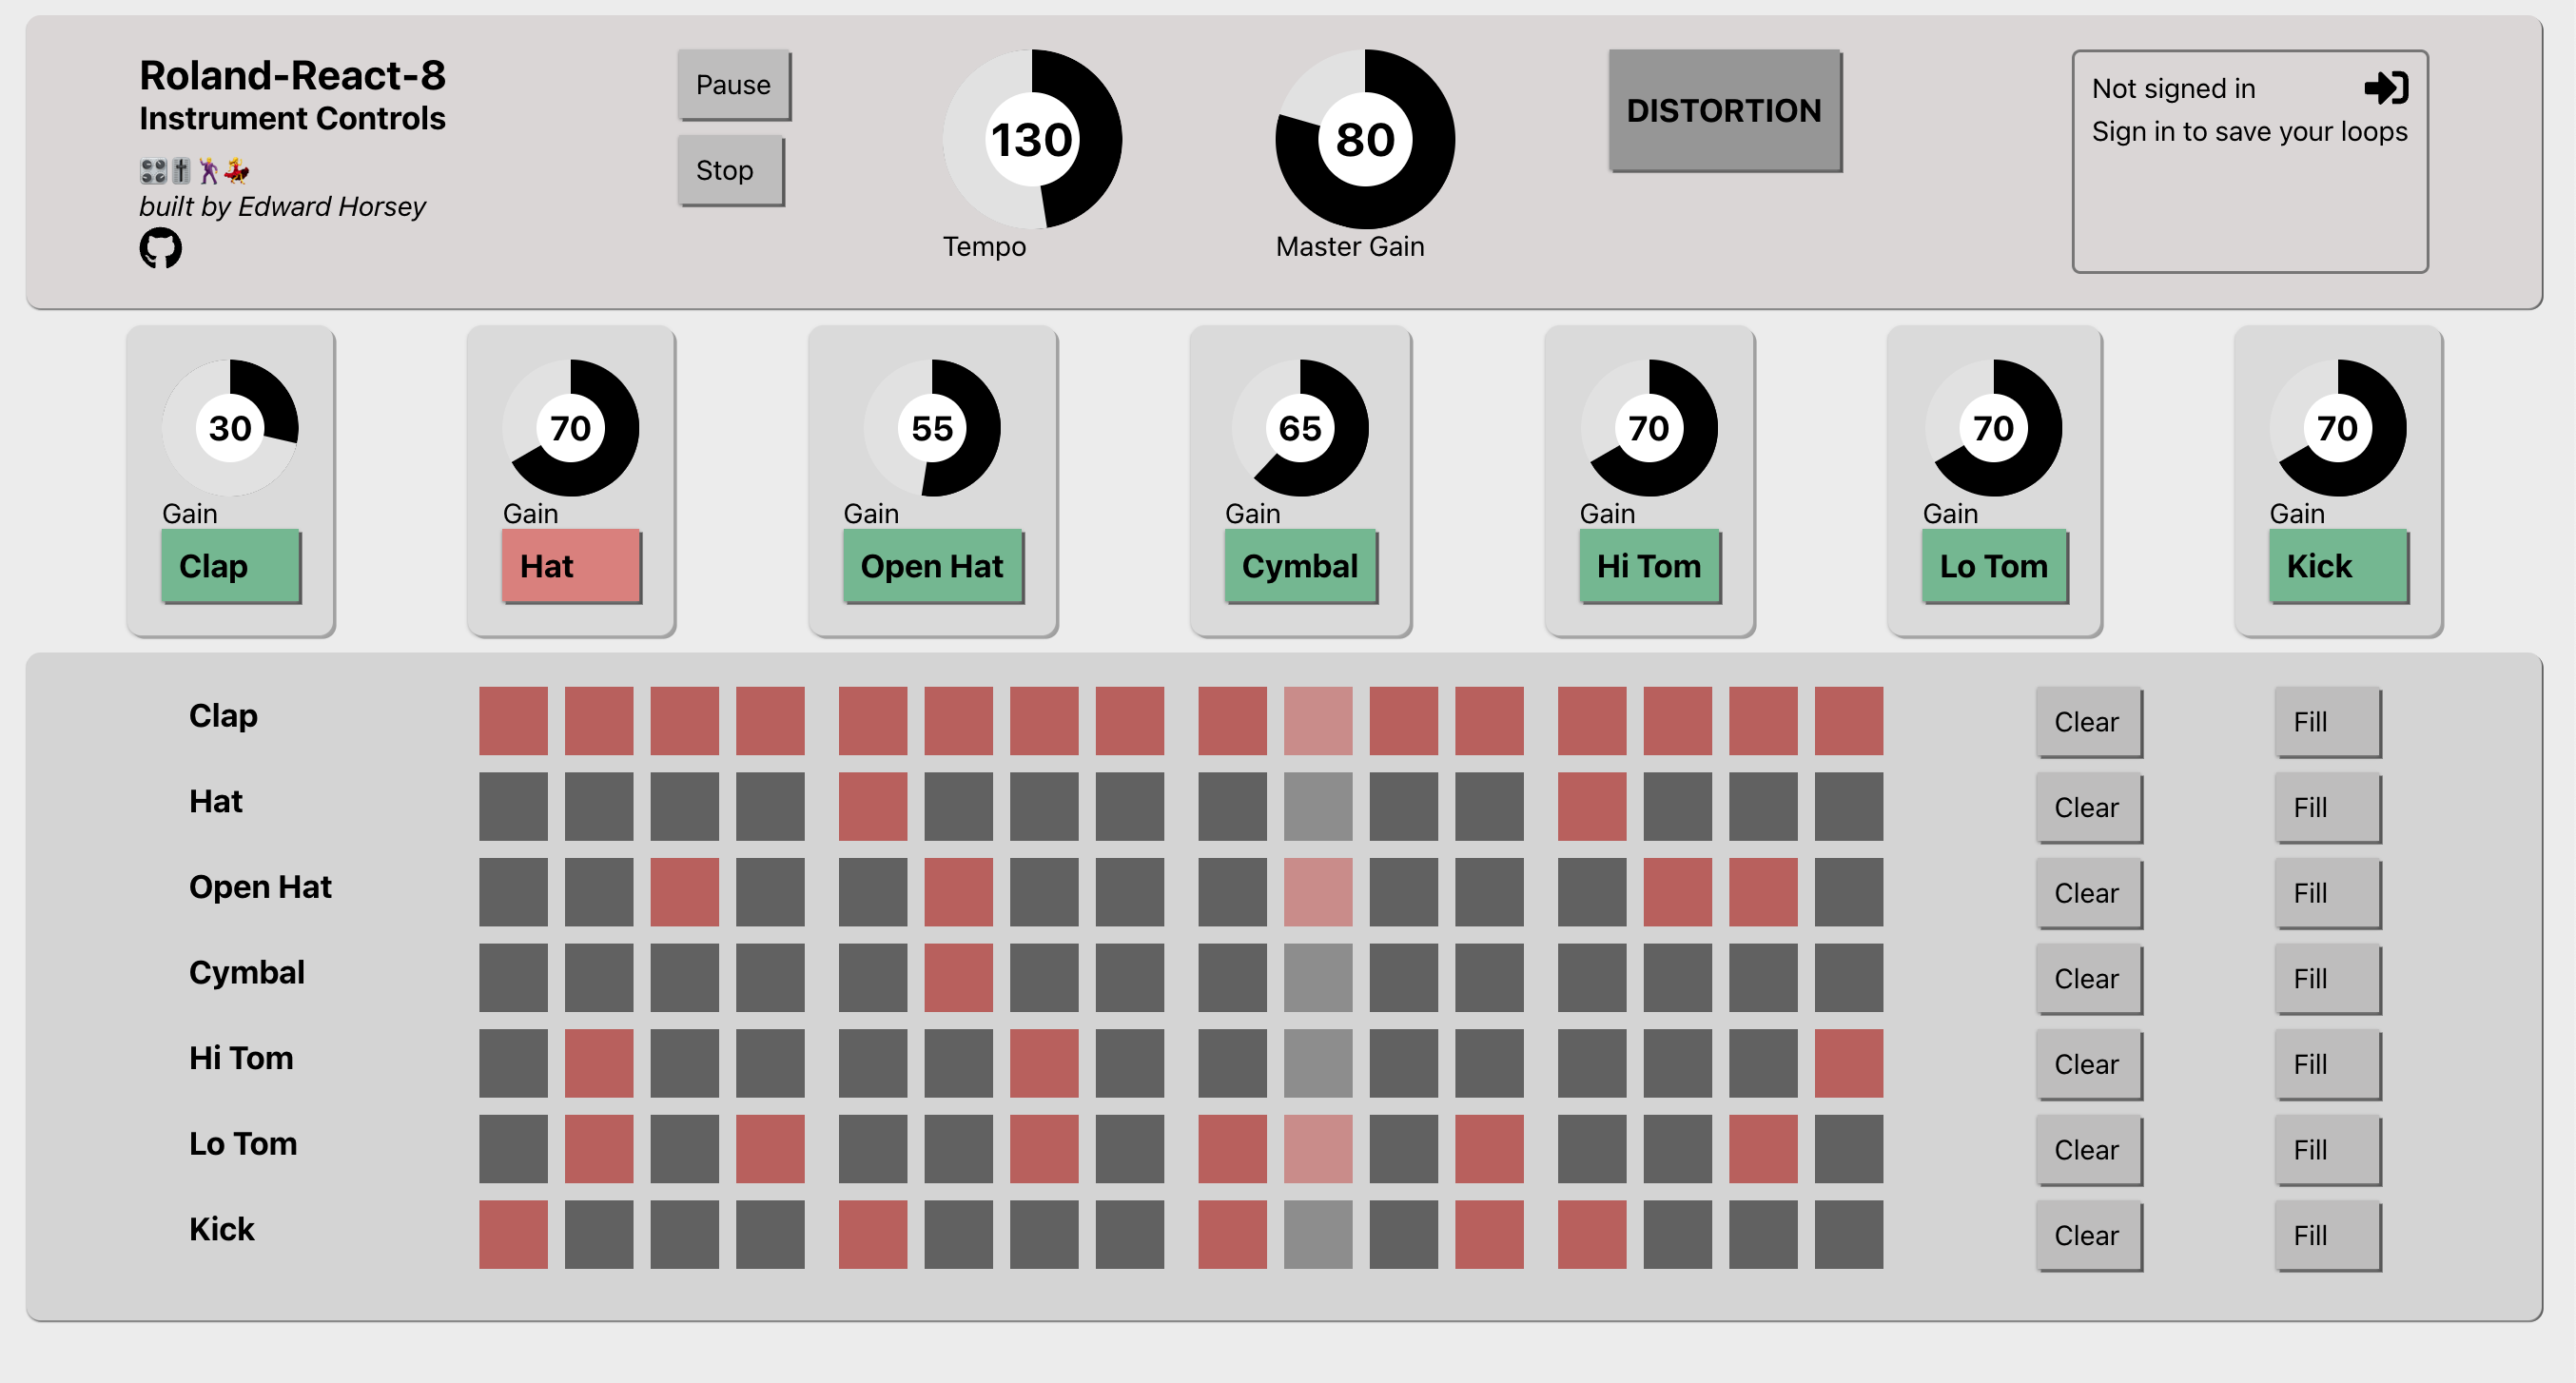 Roland-React-8
Instrument Controls
built by Edward Horsey
Pause
Stop
130
Tempo
80
Master Gain
DISTORTION
Not signed in
Sign in to save your loops
30
Gain
Clap
70
Gain
Hat
55
Gain
Open Hat
65
Gain
Cymbal
70
Gain
Hi Tom
70
Gain
Lo Tom
70
Gain
Kick
Clap Clear Fill
Hat Clear Fill
Open Hat Clear Fill
Cymbal Clear Fill
Hi Tom Clear Fill
Lo Tom Clear Fill
Kick Clear Fill